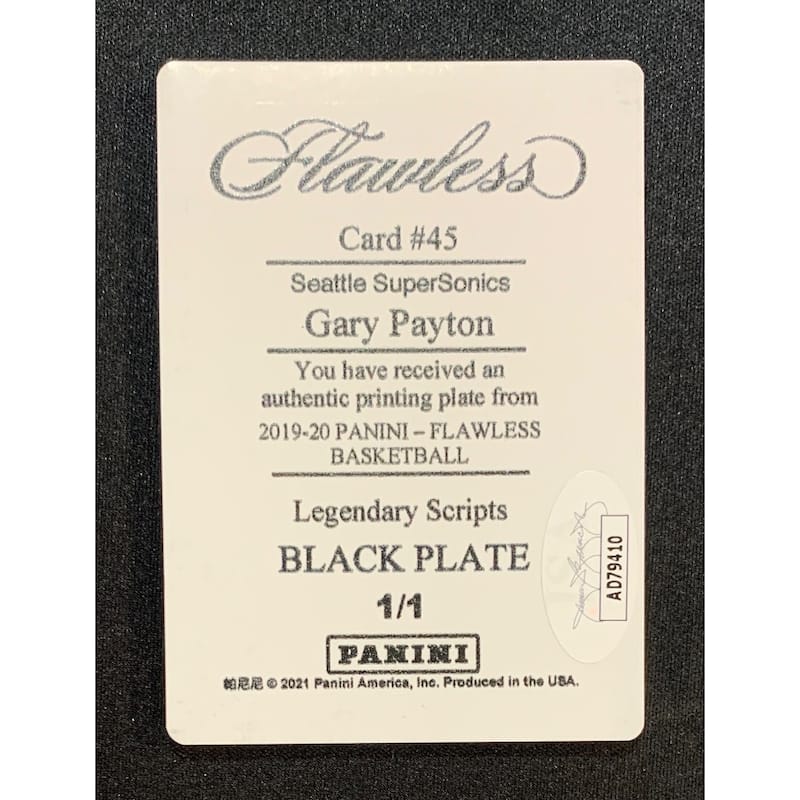 Flawless
Card #45
Seattle SuperSonics
Gary Payton
You have received an
authentic printing plate from
2019-20 PANINI – FLAWLESS
BASKETBALL
Legendary Scripts
BLACK PLATE
1/1
PANINI
帕尼尼 © 2021 Panini America, Inc. Produced in the USA.
JSA
AD79410